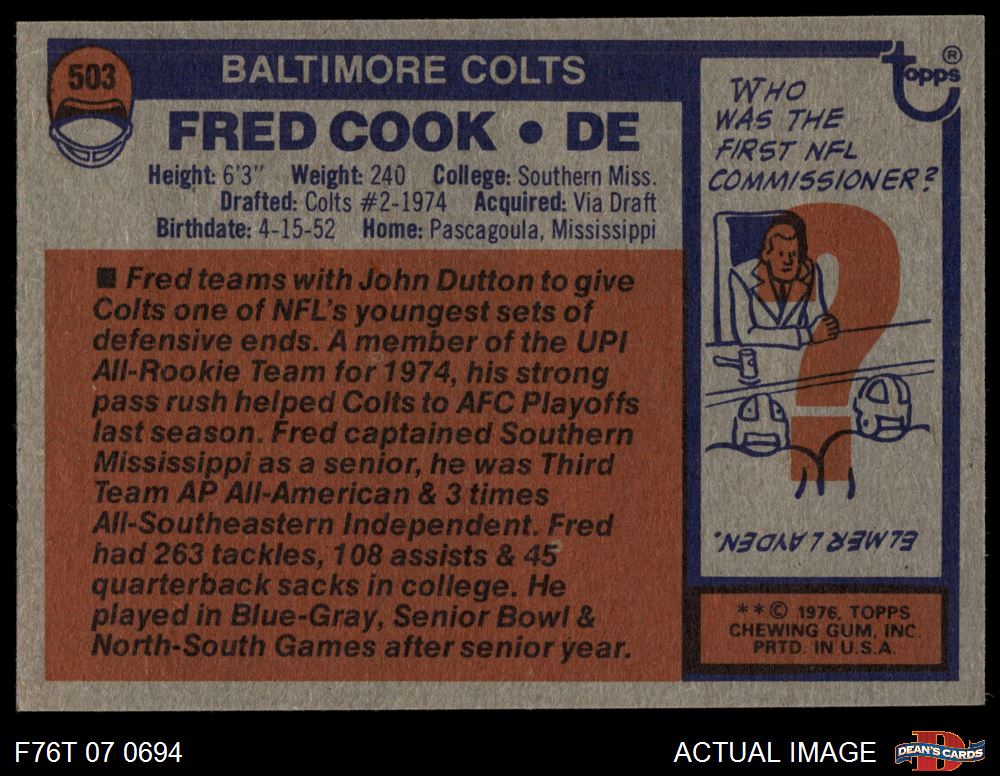 503
BALTIMORE COLTS
topps®
FRED COOK • DE
Height: 6'3" Weight: 240 College: Southern Miss.
Drafted: Colts #2-1974 Acquired: Via Draft
Birthdate: 4-15-52 Home: Pascagoula, Mississippi
■ Fred teams with John Dutton to give
Colts one of NFL's youngest sets of
defensive ends. A member of the UPI
All-Rookie Team for 1974, his strong
pass rush helped Colts to AFC Playoffs
last season. Fred captained Southern
Mississippi as a senior, he was Third
Team AP All-American & 3 times
All-Southeastern Independent. Fred
had 263 tackles, 108 assists & 45
quarterback sacks in college. He
played in Blue-Gray, Senior Bowl &
North-South Games after senior year.
WHO
WAS THE
FIRST NFL
COMMISSIONER?
?
ELMER LAYDEN.
**© 1976, TOPPS
CHEWING GUM, INC.
PRTD. IN U.S.A.
F76T 07 0694
ACTUAL IMAGE
D
DEAN'S CARDS